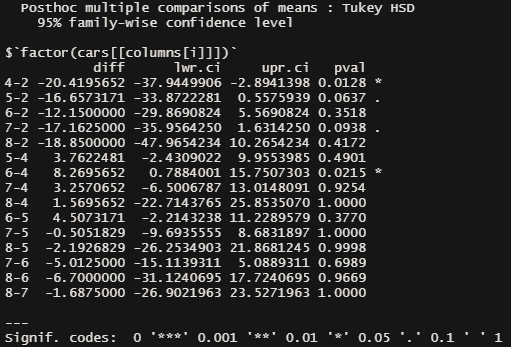 Posthoc multiple comparisons of means : Tukey HSD
95% family-wise confidence level
$`factor(cars[[columns[i]]])`
diff lwr.ci upr.ci pval
4-2 -20.4195652 -37.9449906 -2.8941398 0.0128 *
5-2 -16.6573171 -33.8722281 0.5575939 0.0637 .
6-2 -12.1500000 -29.8690824 5.5690824 0.3518
7-2 -17.1625000 -35.9564250 1.6314250 0.0938 .
8-2 -18.8500000 -47.9654234 10.2654234 0.4172
5-4 3.7622481 -2.4309022 9.9553985 0.4901
6-4 8.2695652 0.7884001 15.7507303 0.0215 *
7-4 3.2570652 -6.5006787 13.0148091 0.9254
8-4 1.5695652 -22.7143765 25.8535070 1.0000
6-5 4.5073171 -2.2143238 11.2289579 0.3770
7-5 -0.5051829 -9.6935555 8.6831897 1.0000
8-5 -2.1926829 -26.2534903 21.8681245 0.9998
7-6 -5.0125000 -15.1139311 5.0889311 0.6989
8-6 -6.7000000 -31.1240695 17.7240695 0.9669
8-7 -1.6875000 -26.9021963 23.5271963 1.0000
---
Signif. codes: 0 '***' 0.001 '**' 0.01 '*' 0.05 '.' 0.1 ' ' 1